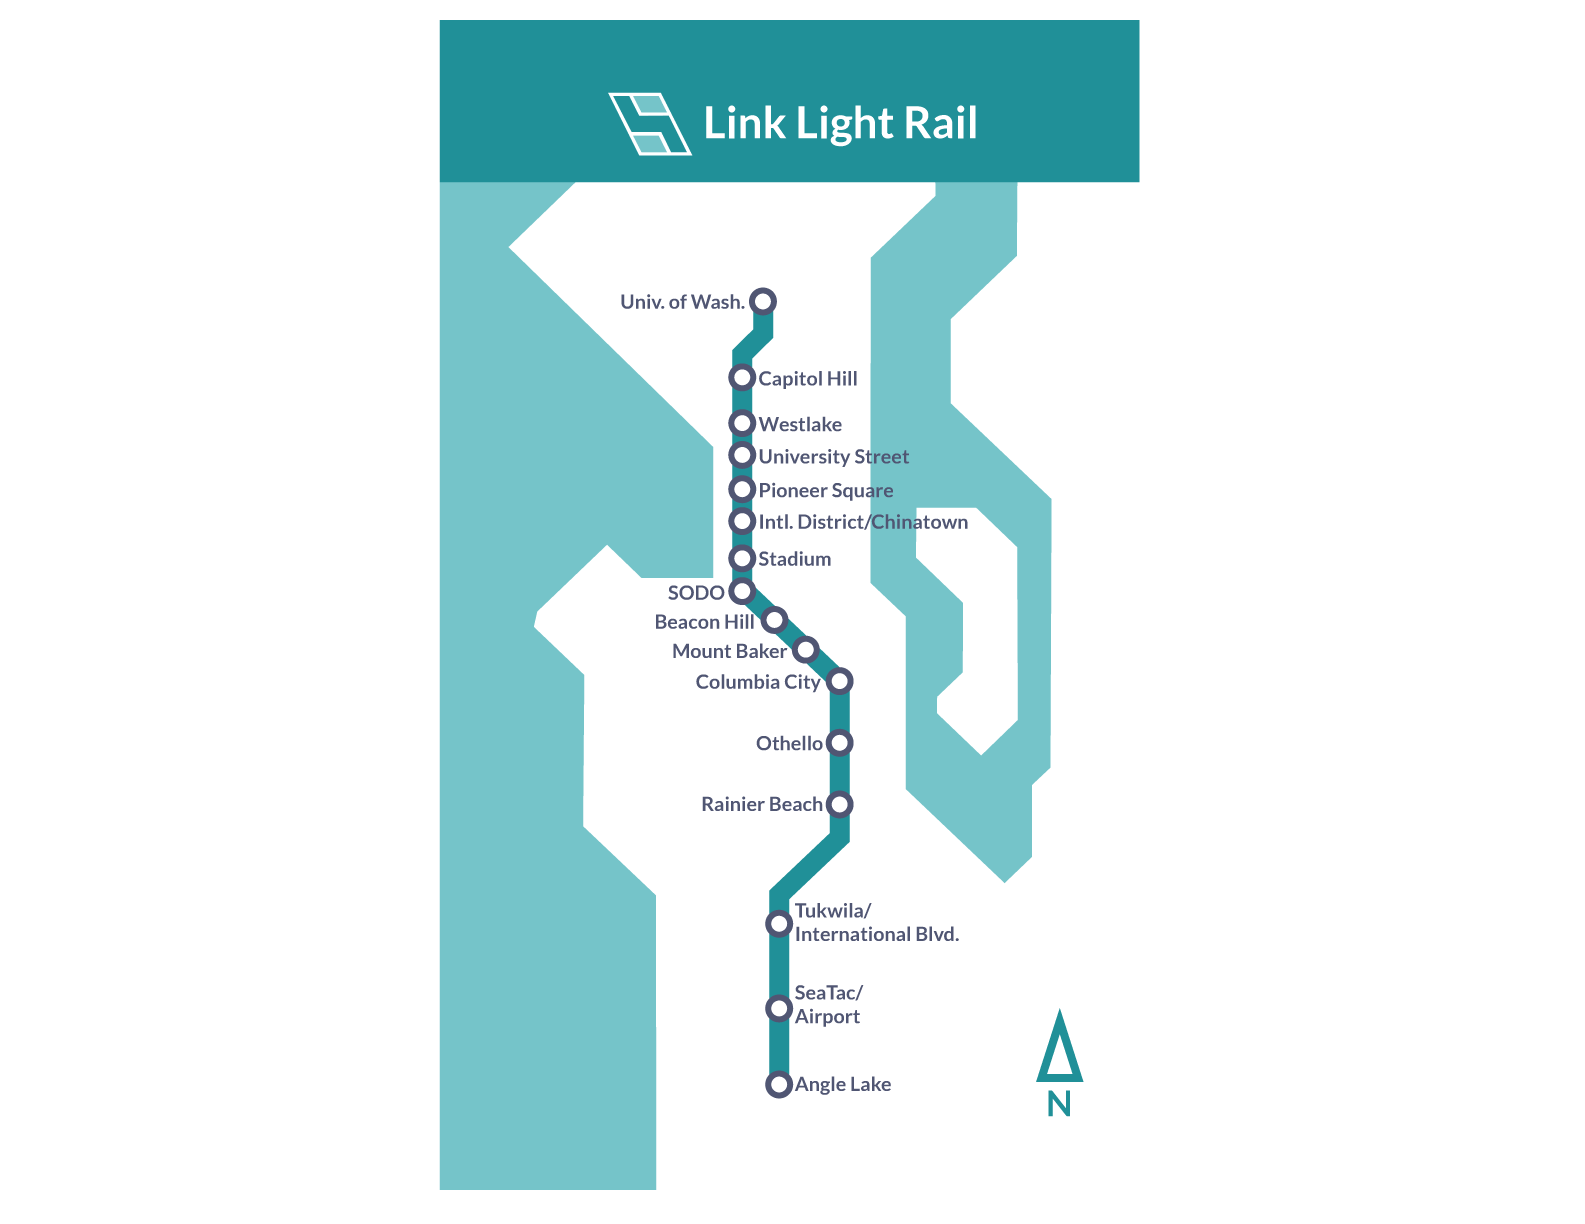 Link Light Rail
Univ. of Wash.
Capitol Hill
Westlake
University Street
Pioneer Square
Intl. District/Chinatown
Stadium
SODO
Beacon Hill
Mount Baker
Columbia City
Othello
Rainier Beach
Tukwila/
International Blvd.
SeaTac/
Airport
Angle Lake
N